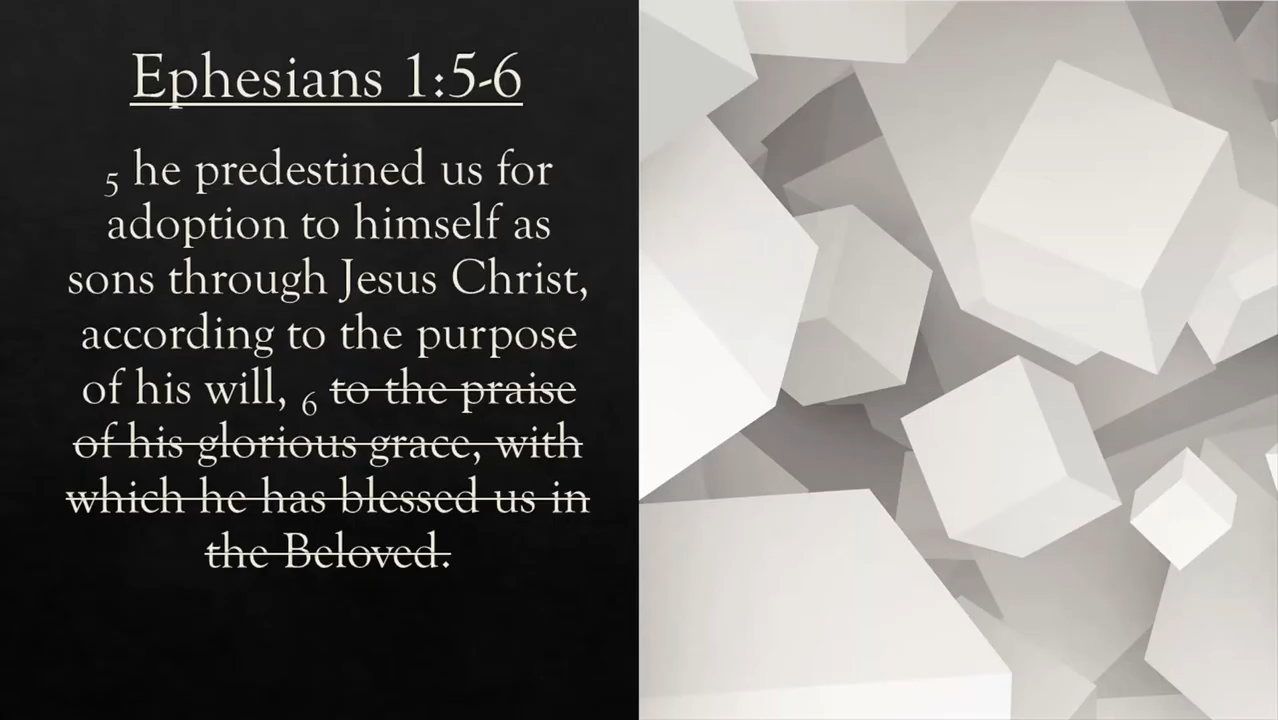 Ephesians 1:5-6
5 he predestined us for
adoption to himself as
sons through Jesus Christ,
according to the purpose
of his will, 6 to the praise
of his glorious grace, with
which he has blessed us in
the Beloved.